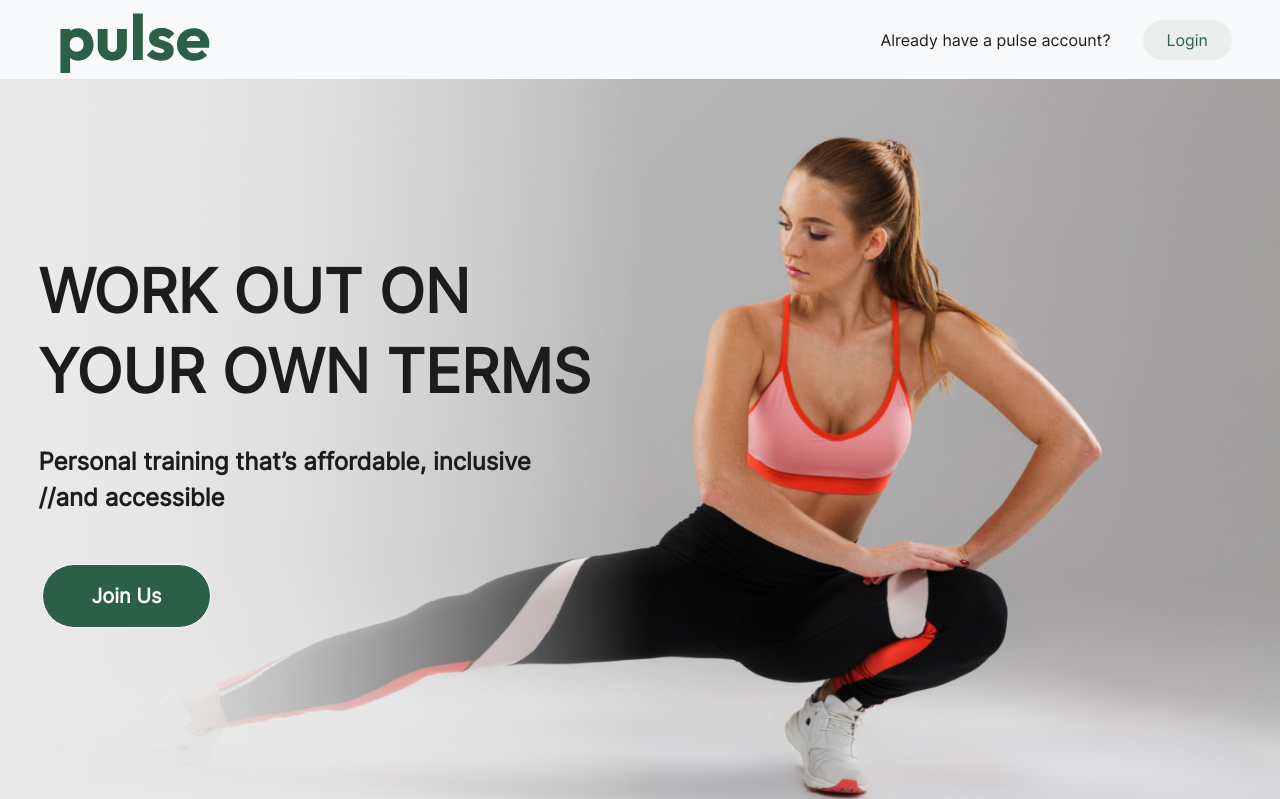 pulse
Already have a pulse account?
Login
WORK OUT ON
YOUR OWN TERMS
Personal training that’s affordable, inclusive
//and accessible
Join Us